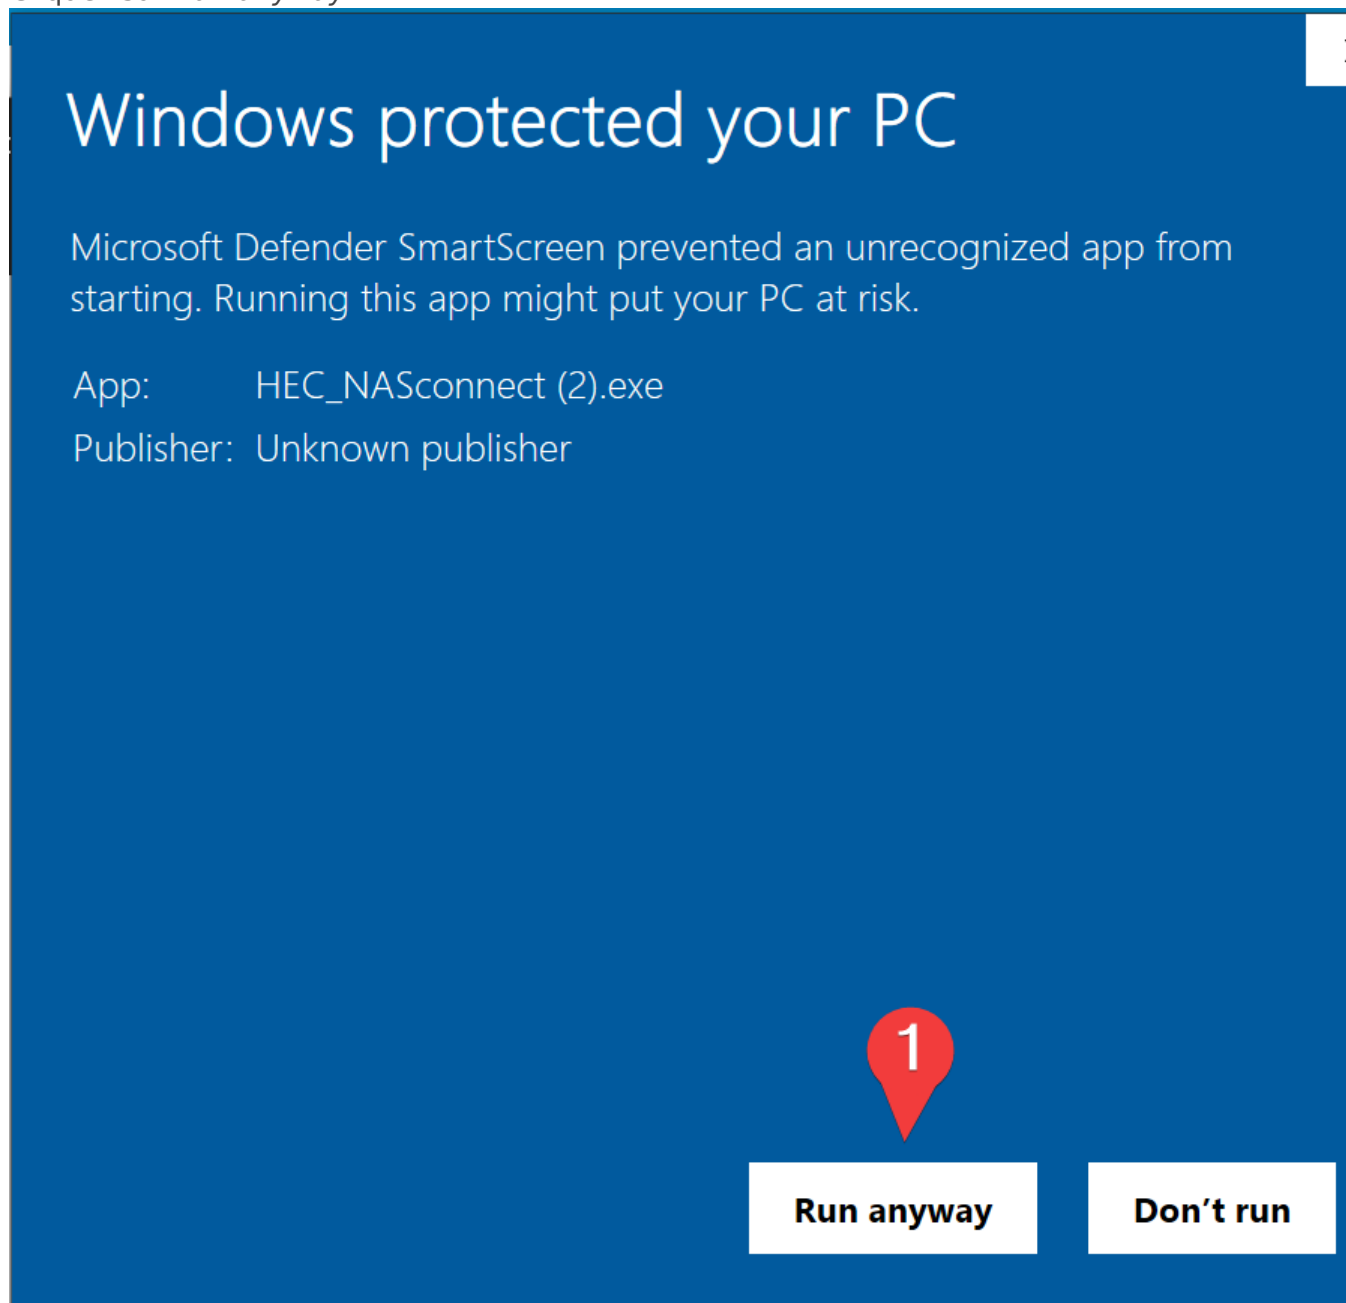 Windows protected your PC
Microsoft Defender SmartScreen prevented an unrecognized app from
starting. Running this app might put your PC at risk.
App: HEC_NASconnect (2).exe
Publisher: Unknown publisher
1
Run anyway Don’t run